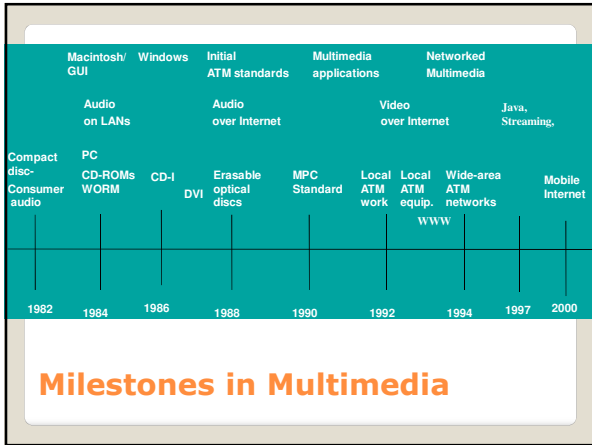 Macintosh/ Windows Initial Multimedia Networked
GUI ATM standards applications Multimedia
Audio Audio Video Java,
on LANs over Internet over Internet Streaming,
Compact PC
disc- CD-ROMs CD-I Erasable MPC Local Local Wide-area
Consumer WORM DVI optical Standard ATM ATM ATM Mobile
audio discs work equip. networks Internet
WWW
1982 1984 1986 1988 1990 1992 1994 1997 2000
Milestones in Multimedia